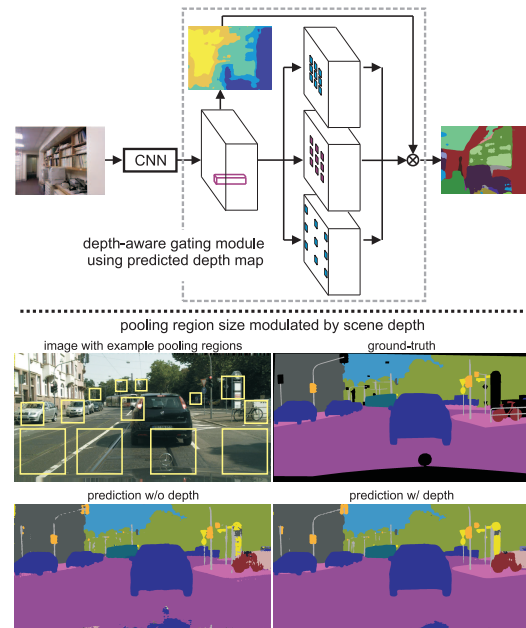 CNN
depth-aware gating module
using predicted depth map
pooling region size modulated by scene depth
image with example pooling regions
ground-truth
prediction w/o depth
prediction w/ depth